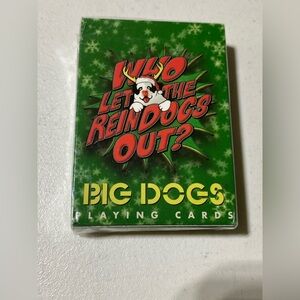 WHO
LET THE
REINDOGS
OUT?
BIG DOGS
PLAYING CARDS